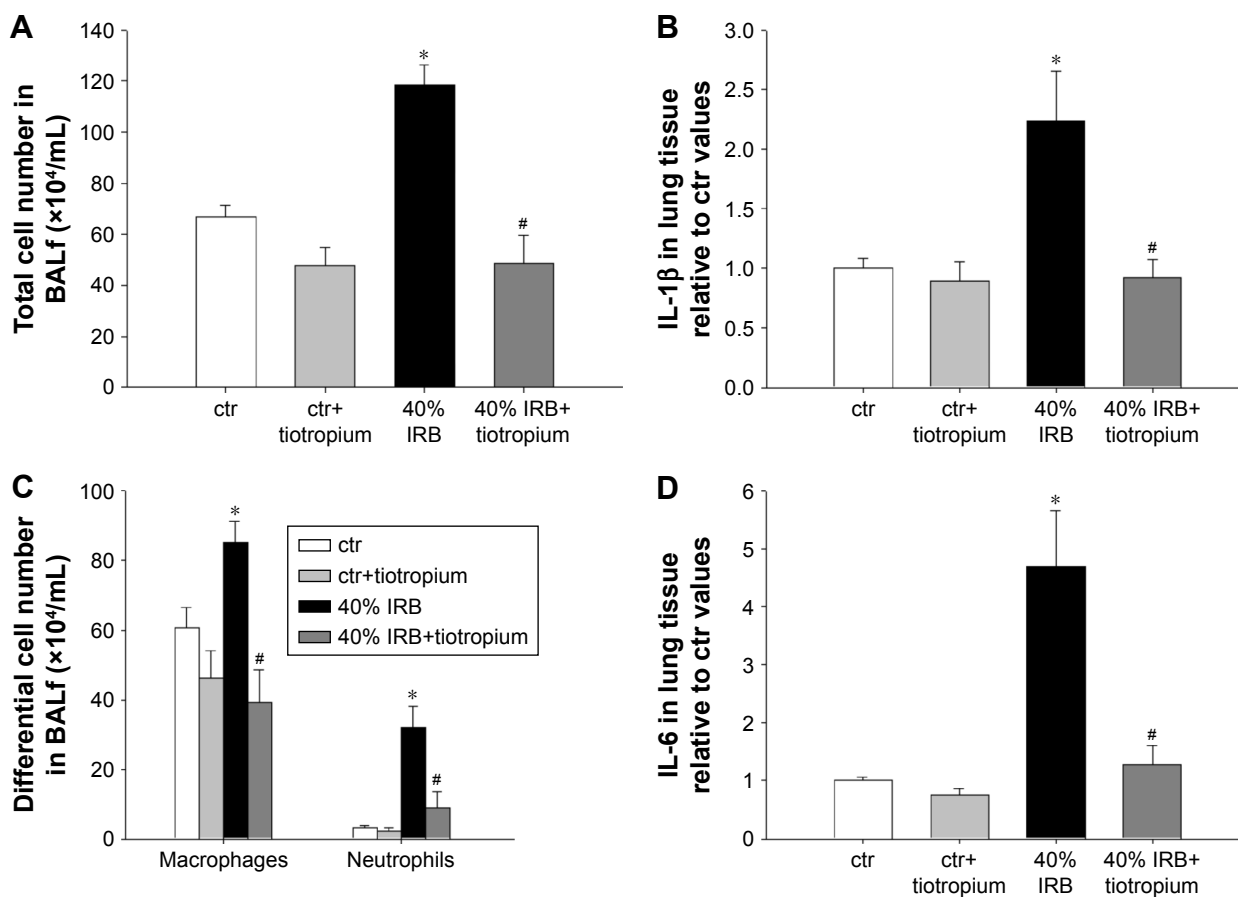 A
Total cell number in
BALf (×10⁴/mL)
140
120
100
80
60
40
20
0
*
#
ctr
ctr+
tiotropium
40%
IRB
40% IRB+
tiotropium
B
IL-1β in lung tissue
relative to ctr values
3.0
2.5
2.0
1.5
1.0
0.5
0.0
*
#
ctr
ctr+
tiotropium
40%
IRB
40% IRB+
tiotropium
C
Differential cell number
in BALf (×10⁴/mL)
100
80
60
40
20
0
*
#
*
#
ctr
ctr+tiotropium
40% IRB
40% IRB+tiotropium
Macrophages
Neutrophils
D
IL-6 in lung tissue
relative to ctr values
6
5
4
3
2
1
0
*
#
ctr
ctr+
tiotropium
40%
IRB
40% IRB+
tiotropium